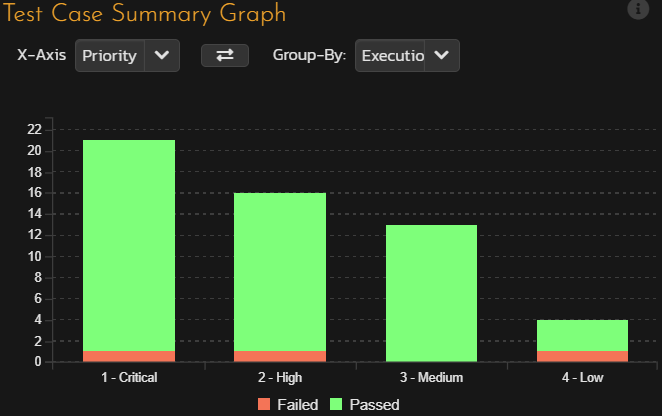 Test Case Summary Graph
i
X-Axis Priority Group-By: Executio
22
20
18
16
14
12
10
8
6
4
2
0
1 - Critical 2 - High 3 - Medium 4 - Low
Failed Passed